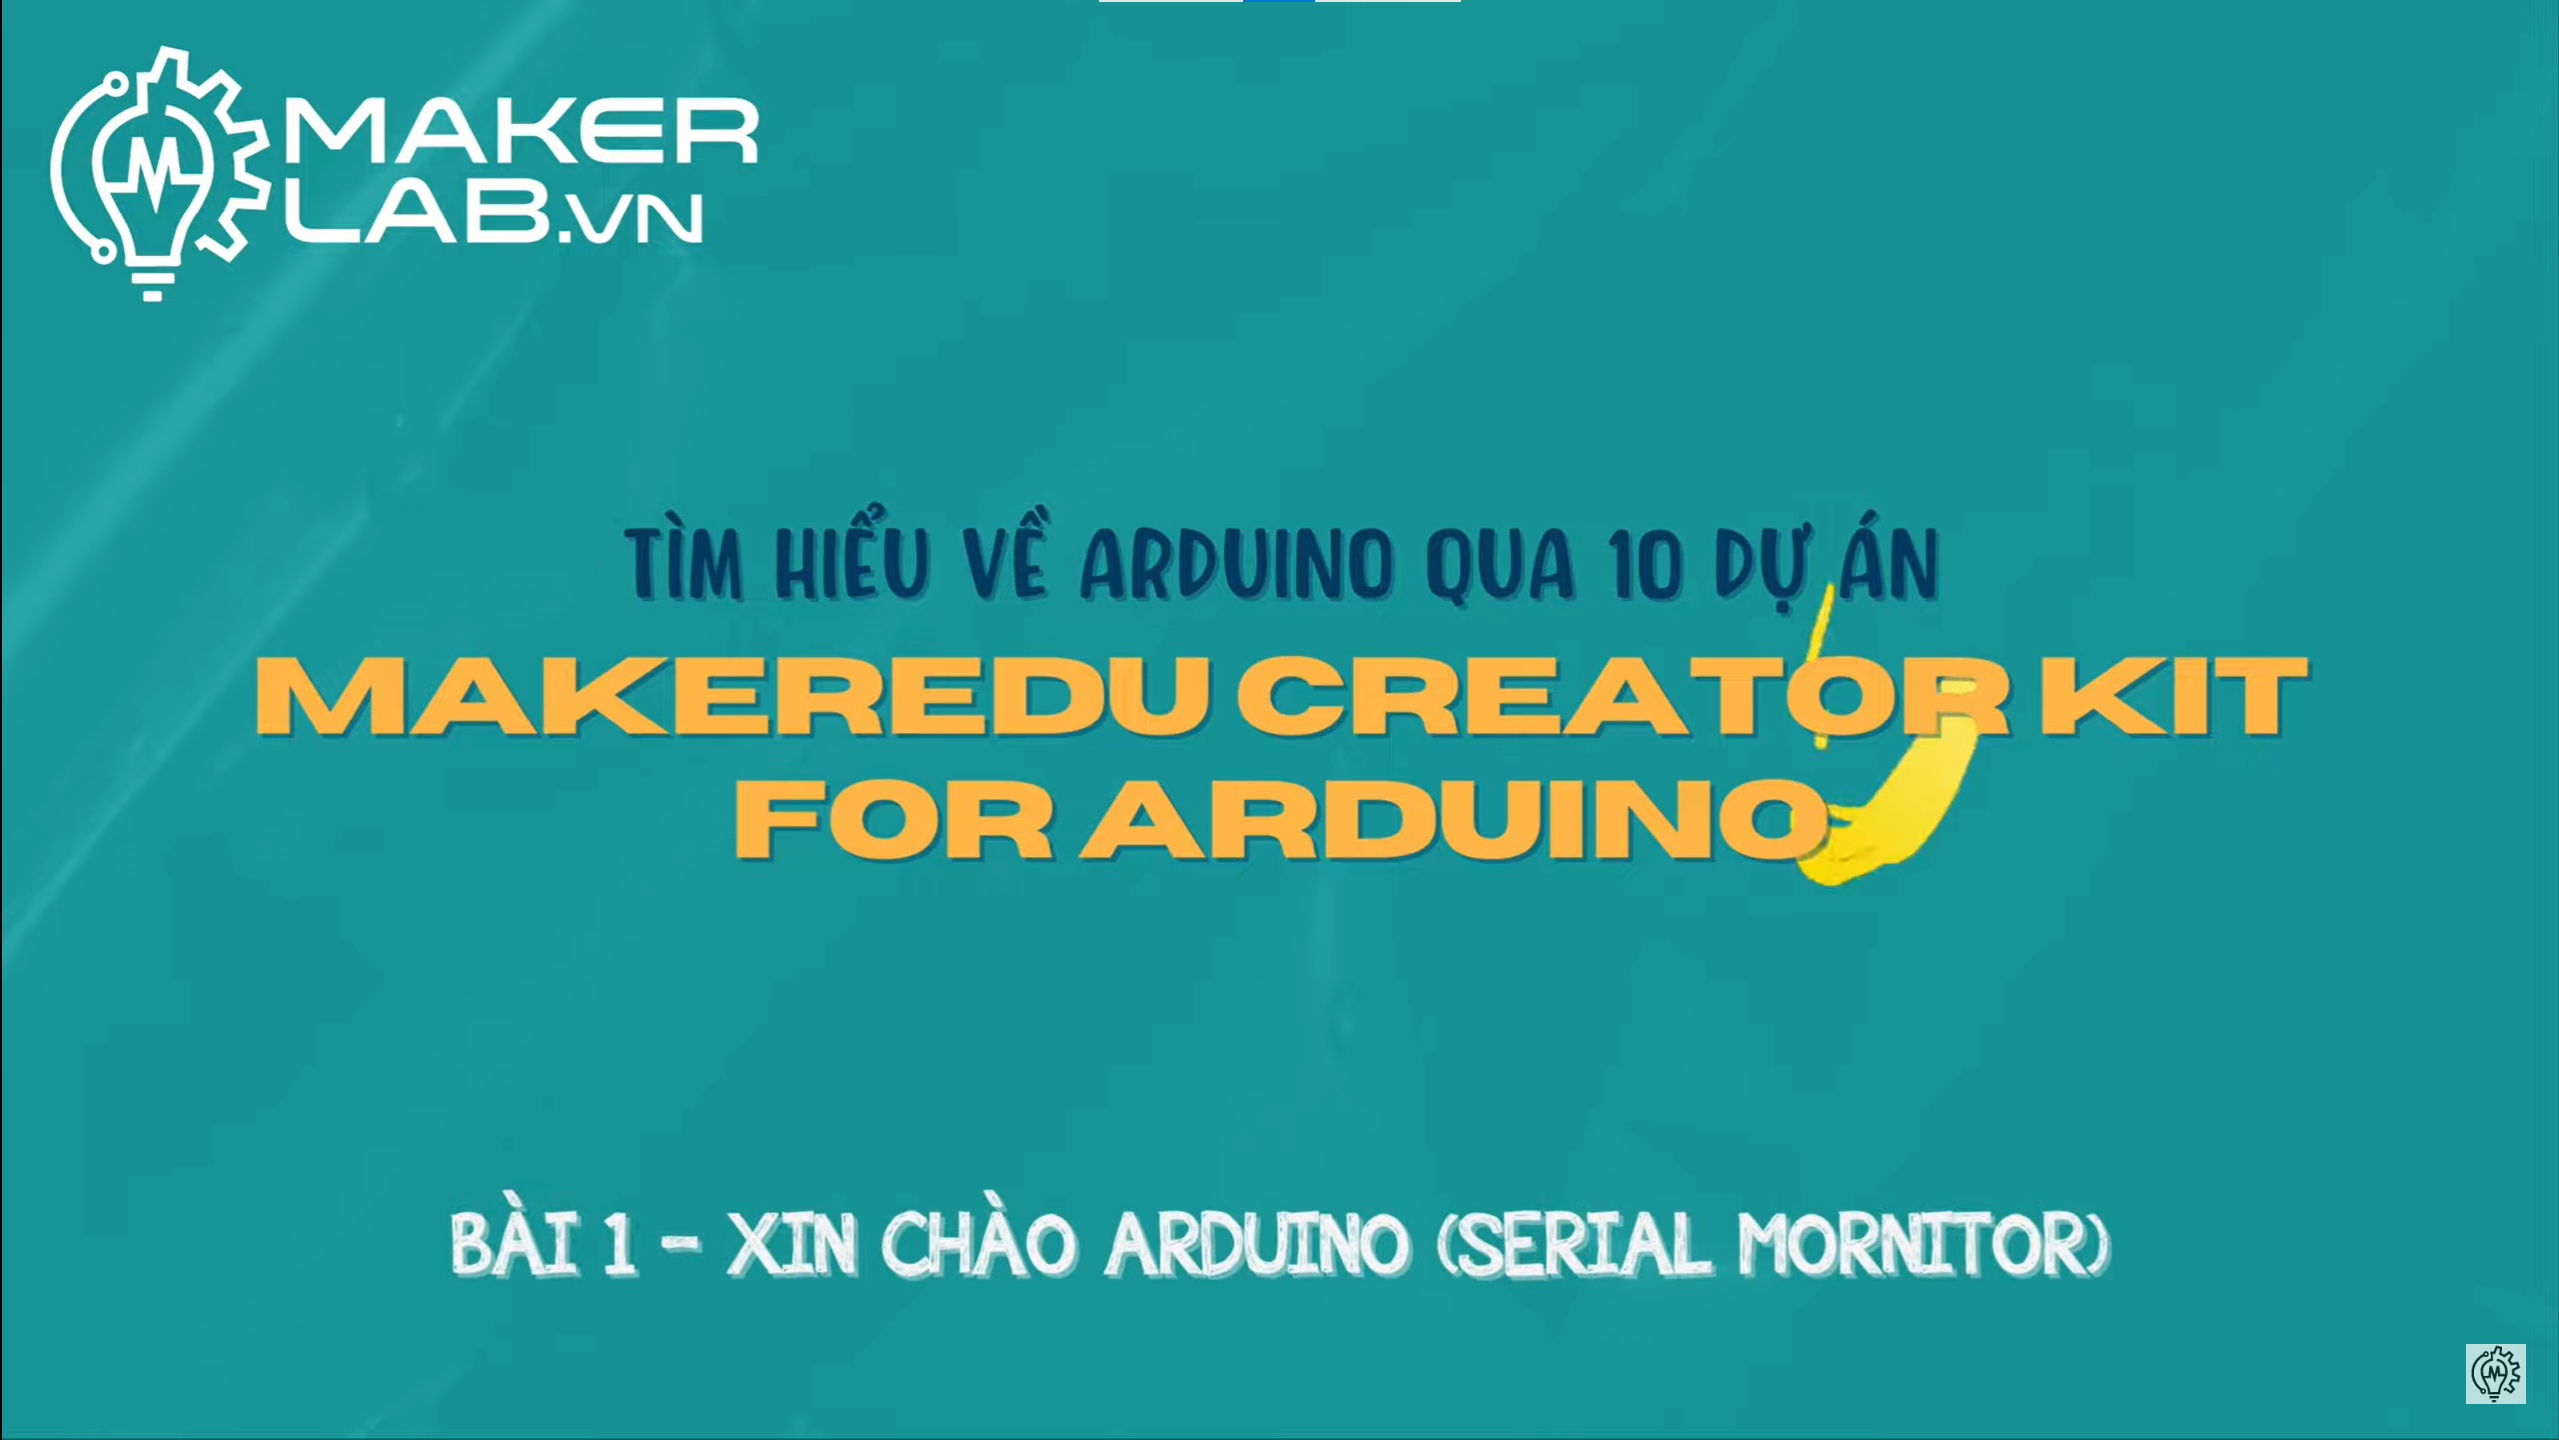 MAKER
LAB.VN
TÌM HIỂU VỀ ARDUINO QUA 10 DỰ ÁN
MAKEREDU CREATOR KIT
FOR ARDUINO
BÀI 1 - XIN CHÀO ARDUINO (SERIAL MORNITOR)